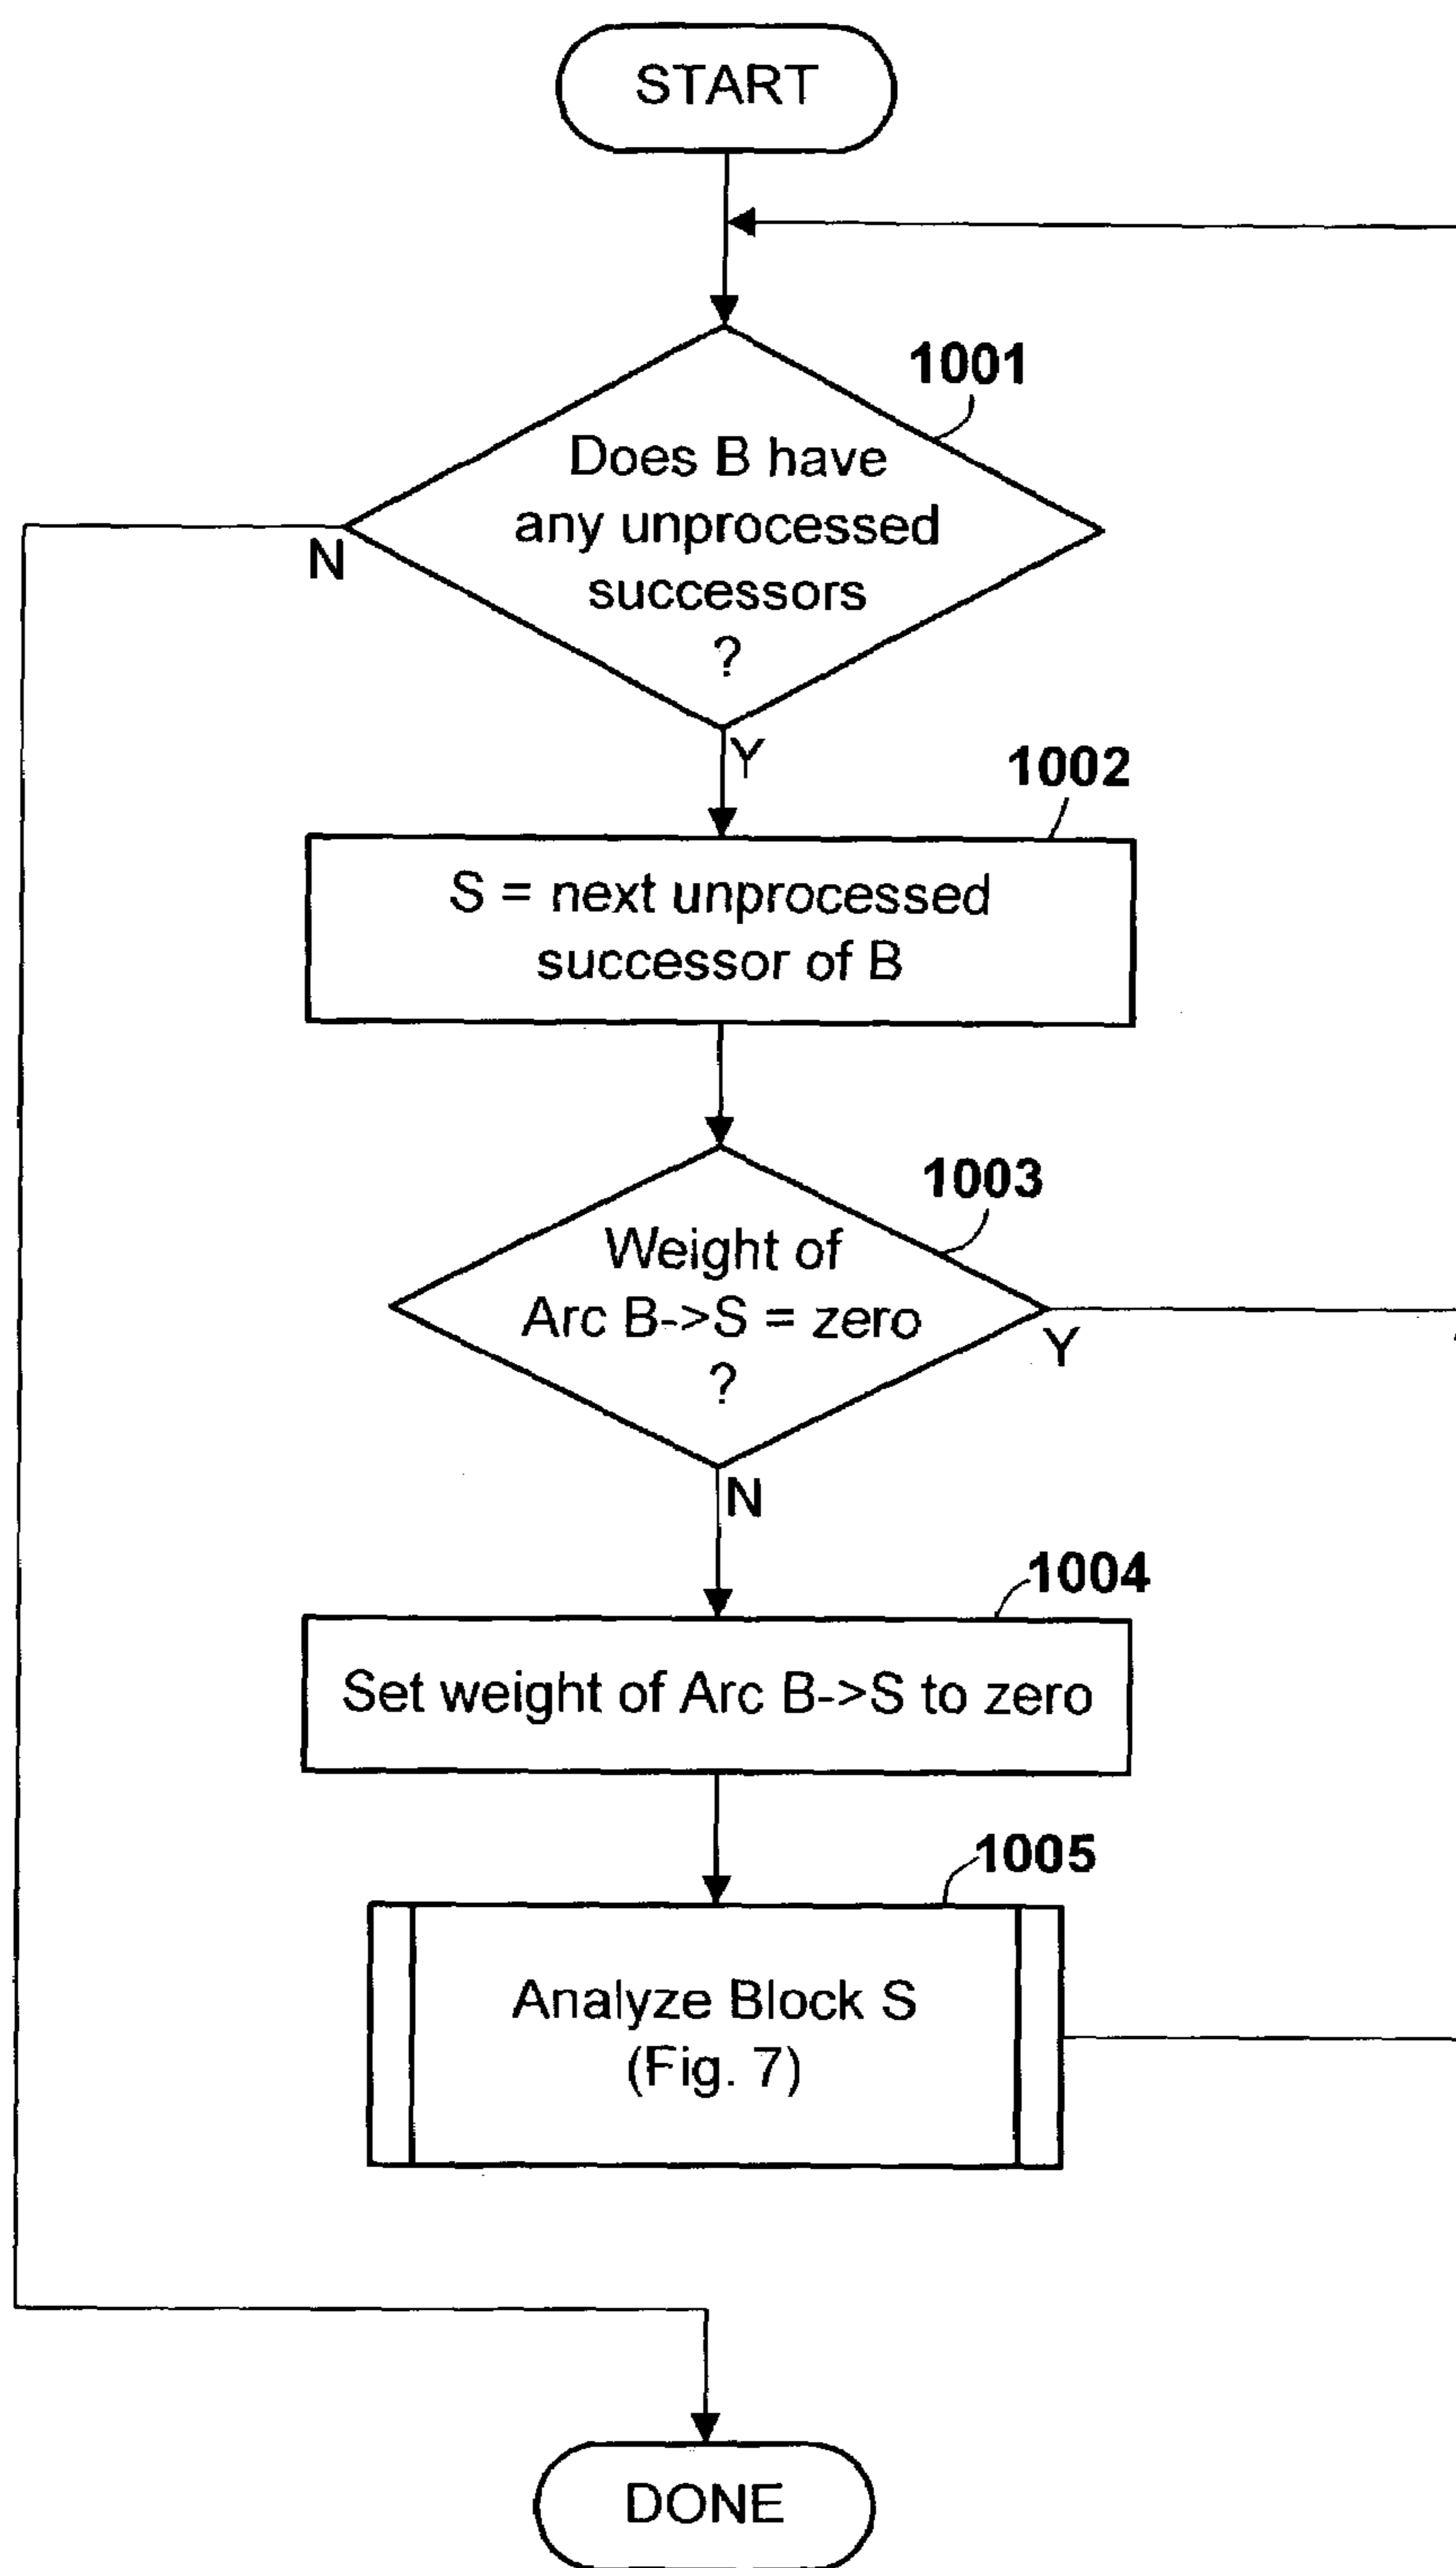 START
1001
Does B have
any unprocessed
successors
?
N
Y
1002
S = next unprocessed
successor of B
1003
Weight of
Arc B->S = zero
?
Y
N
1004
Set weight of Arc B->S to zero
1005
Analyze Block S
(Fig. 7)
DONE